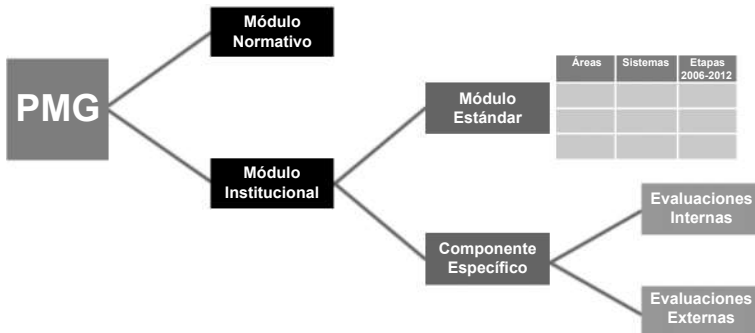 PMG
Módulo
Normativo
Módulo
Institucional
Módulo
Estándar
Áreas
Sistemas
Etapas
2006-2012
Componente
Específico
Evaluaciones
Internas
Evaluaciones
Externas